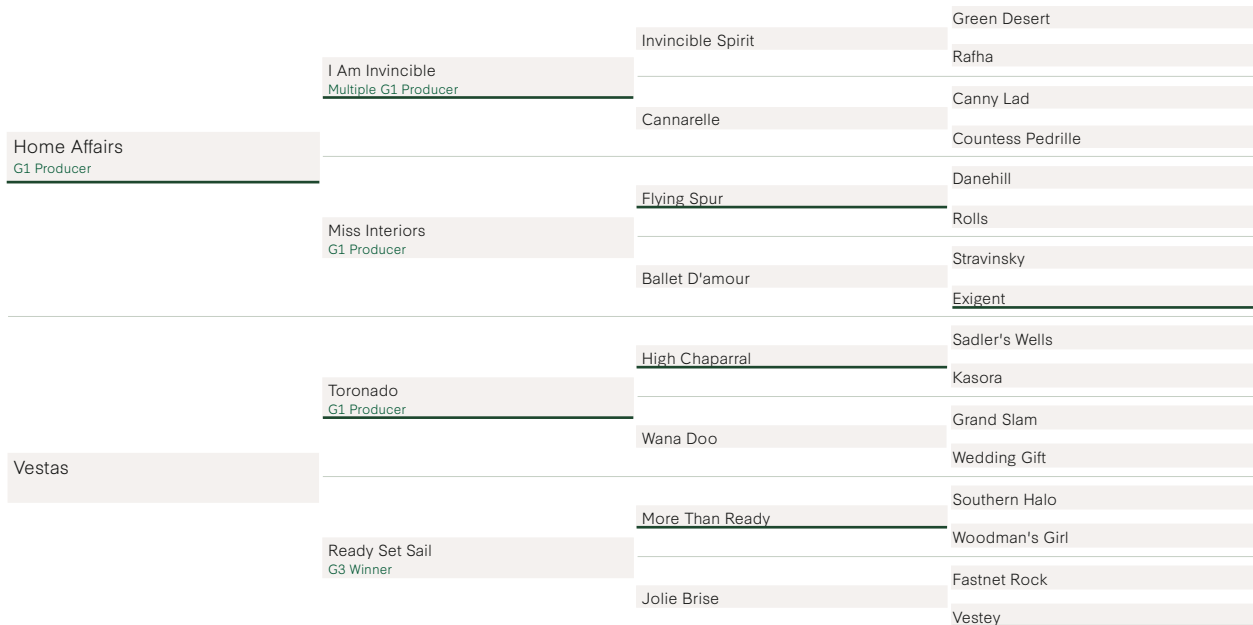 Home Affairs
G1 Producer
Vestas
I Am Invincible
Multiple G1 Producer
Miss Interiors
G1 Producer
Toronado
G1 Producer
Ready Set Sail
G3 Winner
Invincible Spirit
Cannarelle
Flying Spur
Ballet D'amour
High Chaparral
Wana Doo
More Than Ready
Jolie Brise
Green Desert
Rafha
Canny Lad
Countess Pedrille
Danehill
Rolls
Stravinsky
Exigent
Sadler's Wells
Kasora
Grand Slam
Wedding Gift
Southern Halo
Woodman's Girl
Fastnet Rock
Vestey